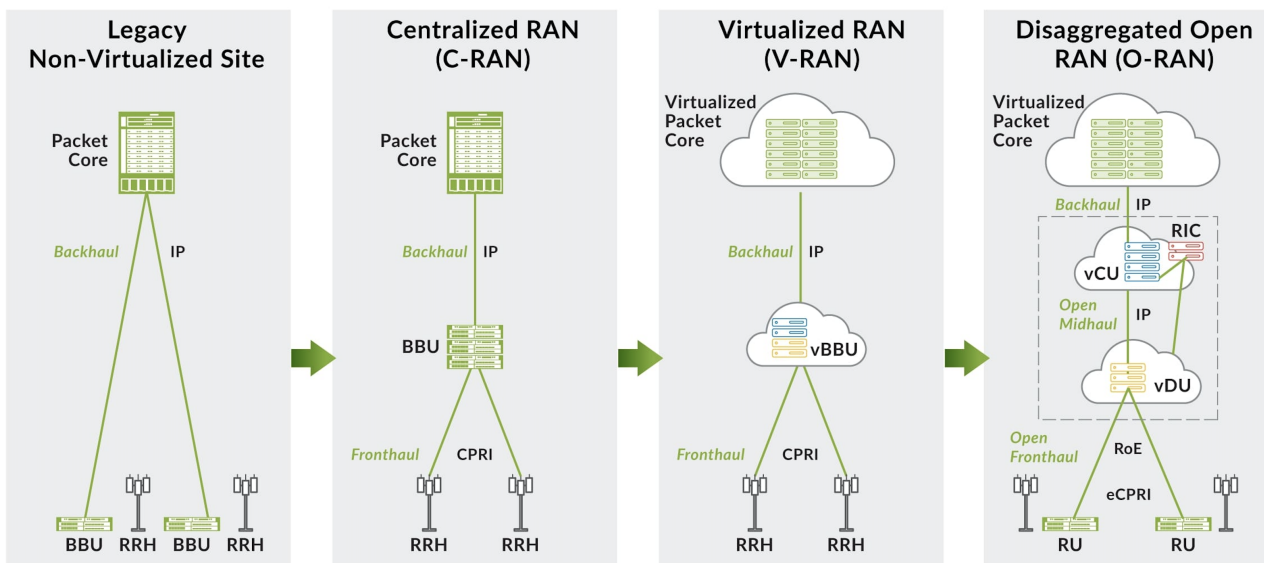 Legacy
Non-Virtualized Site
Packet
Core
Backhaul
IP
BBU
RRH
BBU
RRH
Centralized RAN
(C-RAN)
Packet
Core
Backhaul
IP
BBU
Fronthaul
CPRI
RRH
RRH
Virtualized RAN
(V-RAN)
Virtualized
Packet
Core
Backhaul
IP
vBBU
Fronthaul
CPRI
RRH
RRH
Disaggregated Open
RAN (O-RAN)
Virtualized
Packet
Core
Backhaul
IP
RIC
vCU
Open
Midhaul
IP
vDU
Open
Fronthaul
RoE
eCPRI
RU
RU